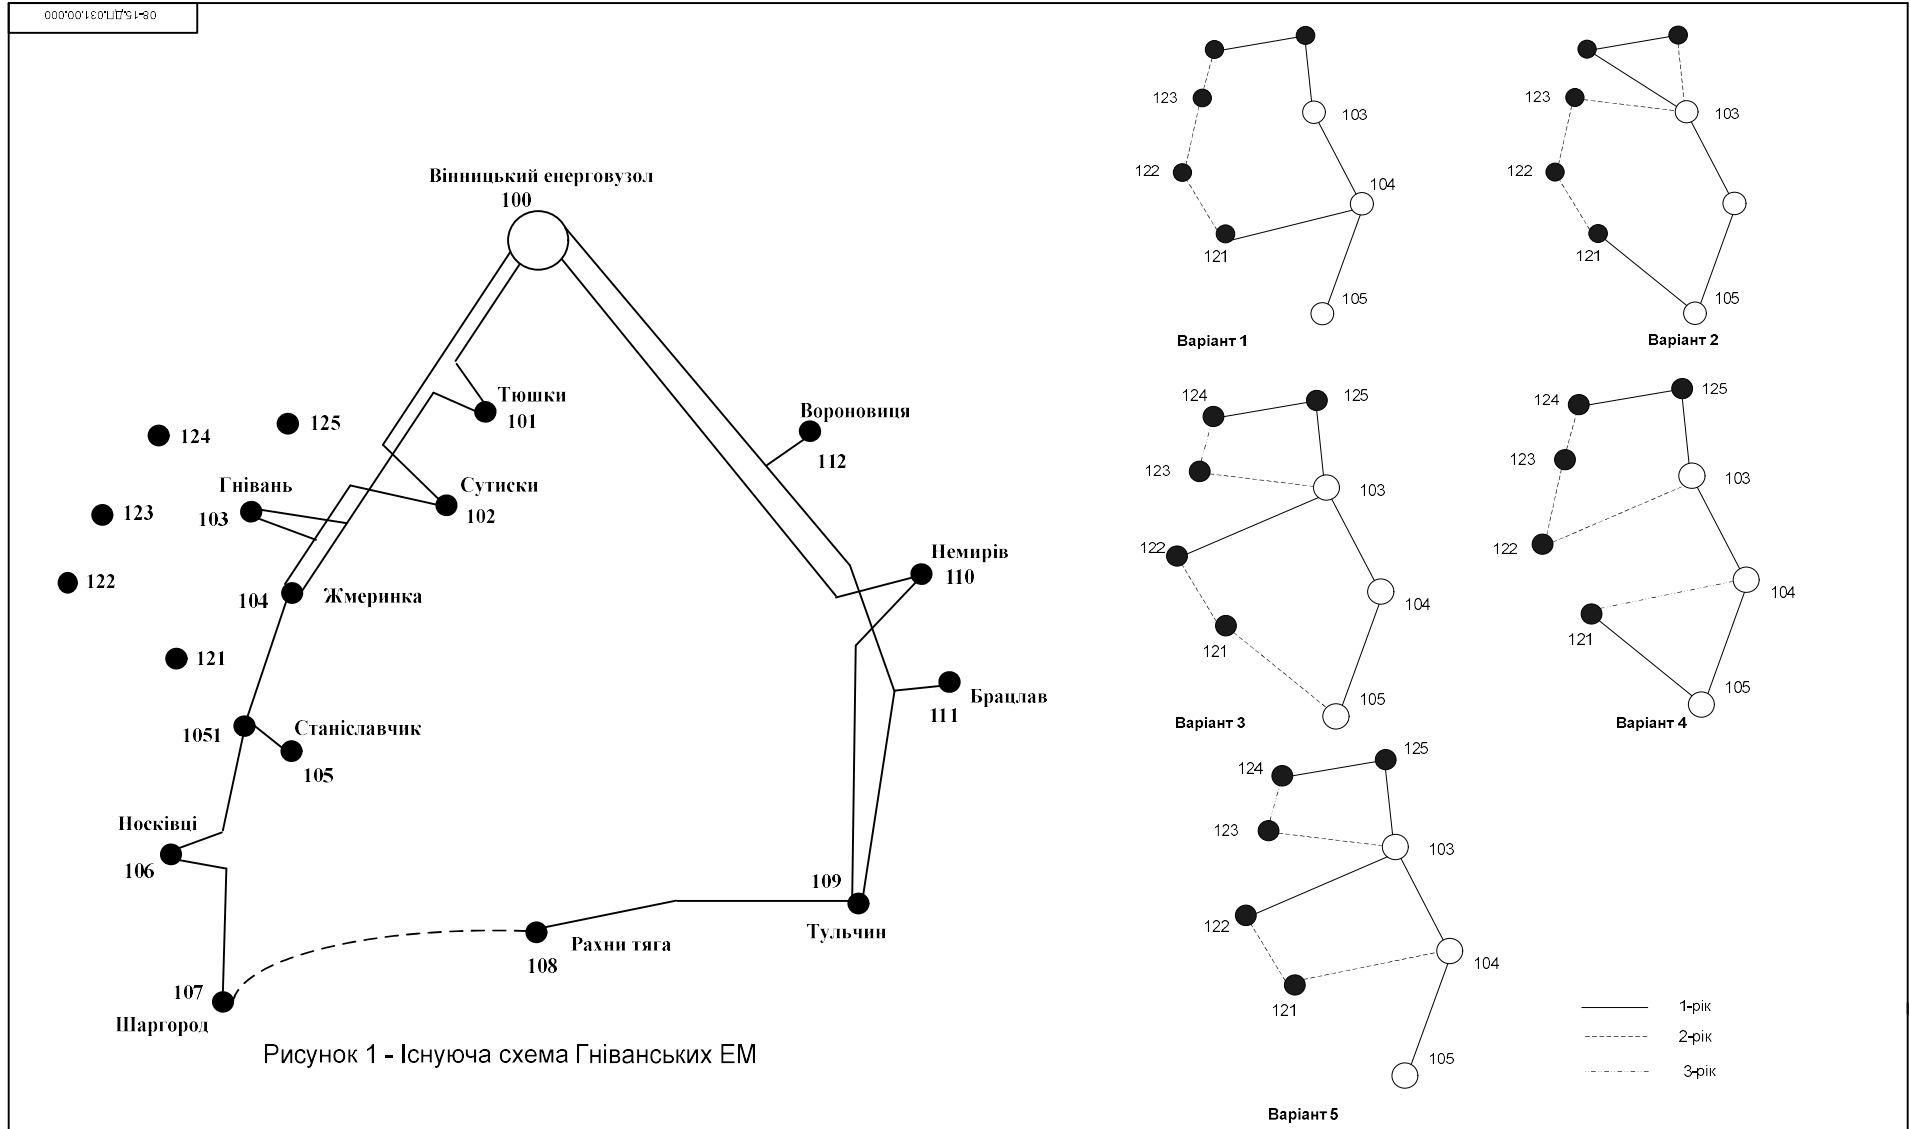 08-15.ДП.031.00.000
Вінницький енерговузол
100
Тюшки
101
Вороновиця
112
124
125
Гнівань
103
Сутиски
102
123
Немирів
110
122
104
Жмеринка
121
Брацлав
111
1051
Станіславчик
105
Носківці
106
109
Тульчин
Рахни тяга
108
107
Шаргород
Рисунок 1 - Існуюча схема Гніванських ЕМ
123
103
122
104
121
105
Варіант 1
123
103
122
121
105
Варіант 2
124
125
123
103
122
104
121
105
Варіант 3
124
125
123
103
122
104
121
105
Варіант 4
124
125
123
103
122
104
121
105
Варіант 5
1-рік
2-рік
3-рік